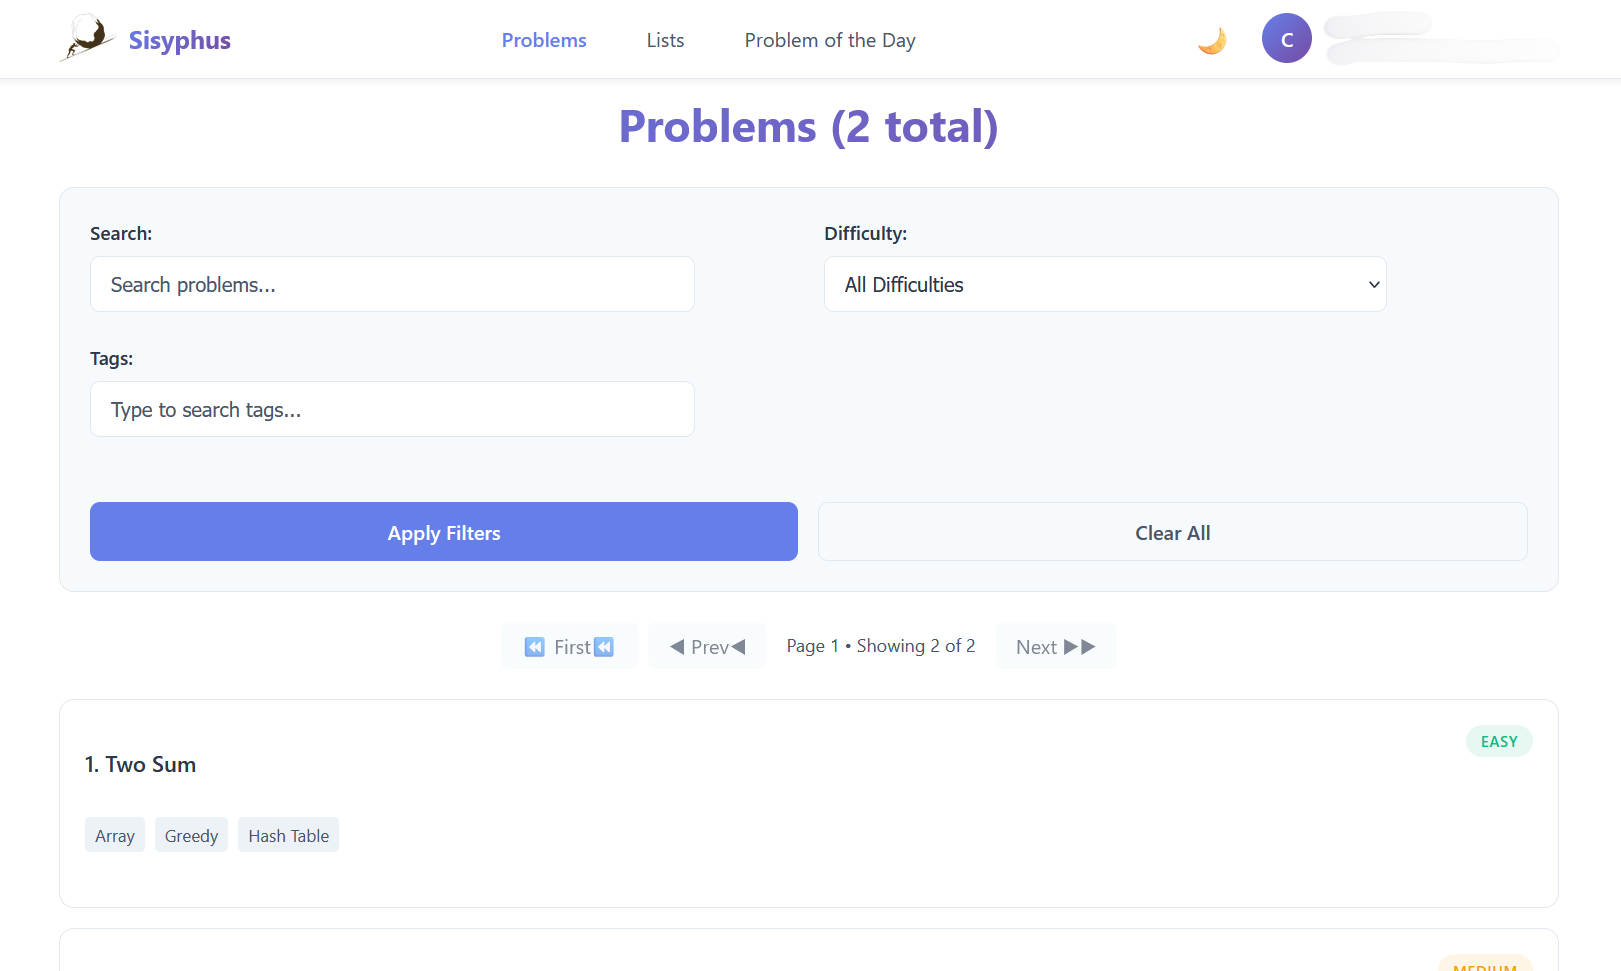 Sisyphus
Problems
Lists
Problem of the Day
C
Problems (2 total)
Search:
Difficulty:
Search problems...
All Difficulties
Tags:
Type to search tags...
Apply Filters
Clear All
⏪ First⏪
◀ Prev◀
Page 1 • Showing 2 of 2
Next ▶▶
EASY
1. Two Sum
Array
Greedy
Hash Table
MEDIUM